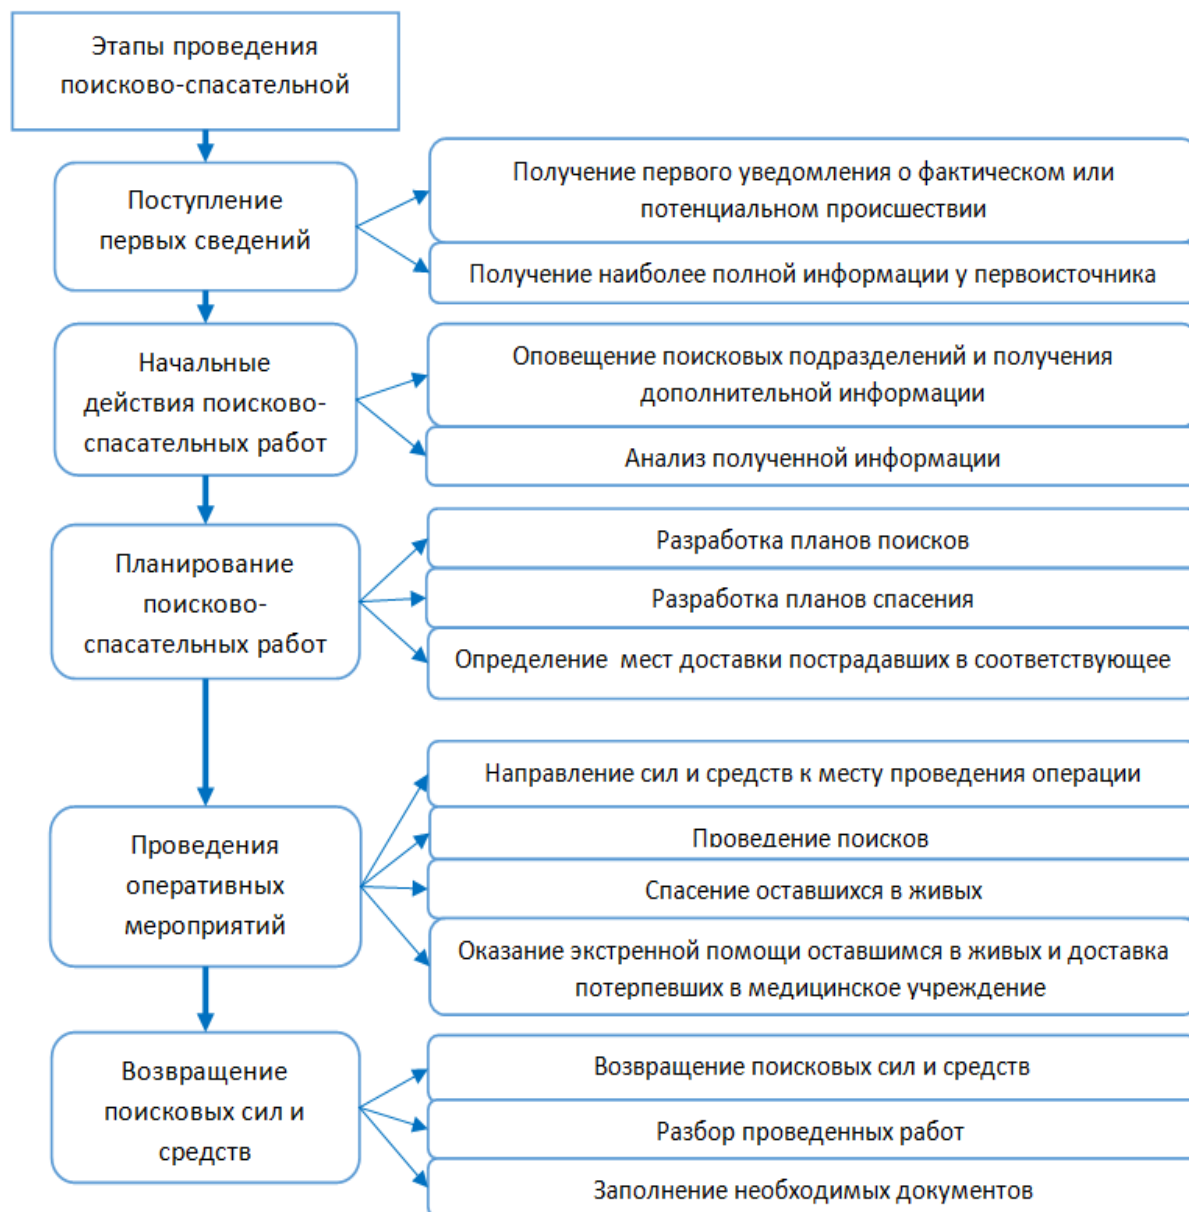 Этапы проведения
поисково-спасательной
Поступление
первых сведений
Получение первого уведомления о фактическом или
потенциальном происшествии
Получение наиболее полной информации у первоисточника
Начальные
действия поисково-
спасательных работ
Оповещение поисковых подразделений и получения
дополнительной информации
Анализ полученной информации
Планирование
поисково-
спасательных работ
Разработка планов поисков
Разработка планов спасения
Определение мест доставки пострадавших в соответствующее
Проведения
оперативных
мероприятий
Направление сил и средств к месту проведения операции
Проведение поисков
Спасение оставшихся в живых
Оказание экстренной помощи оставшимся в живых и доставка
потерпевших в медицинское учреждение
Возвращение
поисковых сил и
средств
Возвращение поисковых сил и средств
Разбор проведенных работ
Заполнение необходимых документов